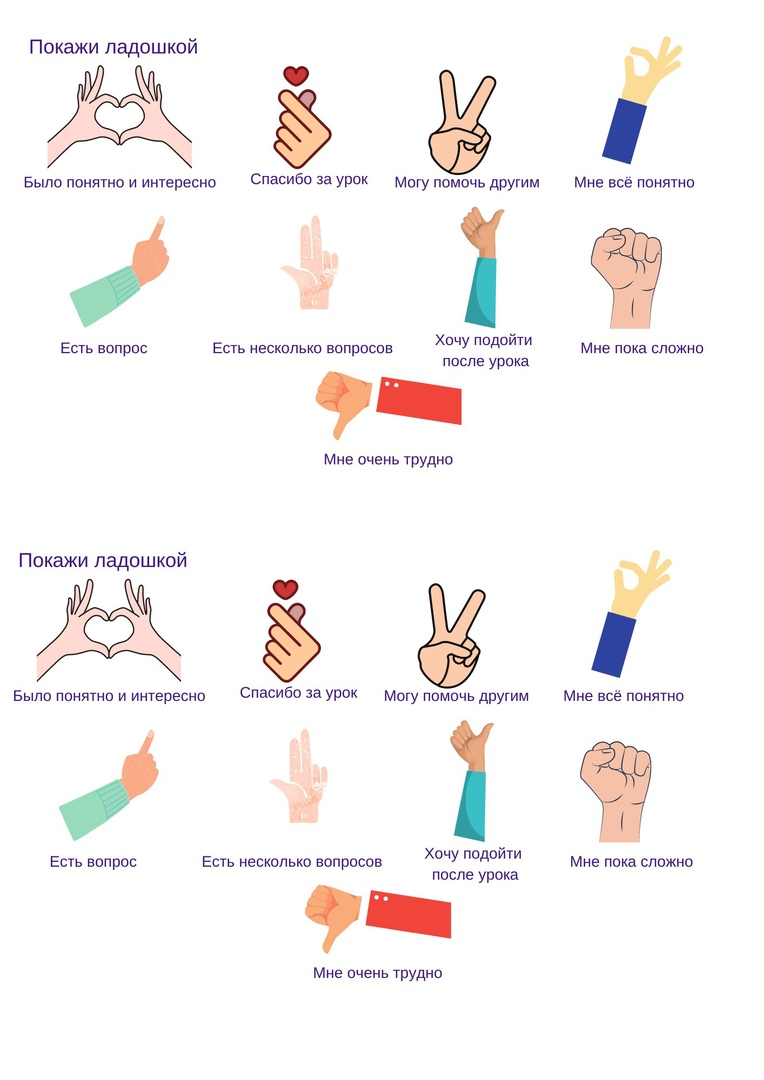 Покажи ладошкой
Было понятно и интересно
Спасибо за урок
Могу помочь другим
Мне всё понятно
Есть вопрос
Есть несколько вопросов
Хочу подойти
после урока
Мне пока сложно
Мне очень трудно
Покажи ладошкой
Было понятно и интересно
Спасибо за урок
Могу помочь другим
Мне всё понятно
Есть вопрос
Есть несколько вопросов
Хочу подойти
после урока
Мне пока сложно
Мне очень трудно